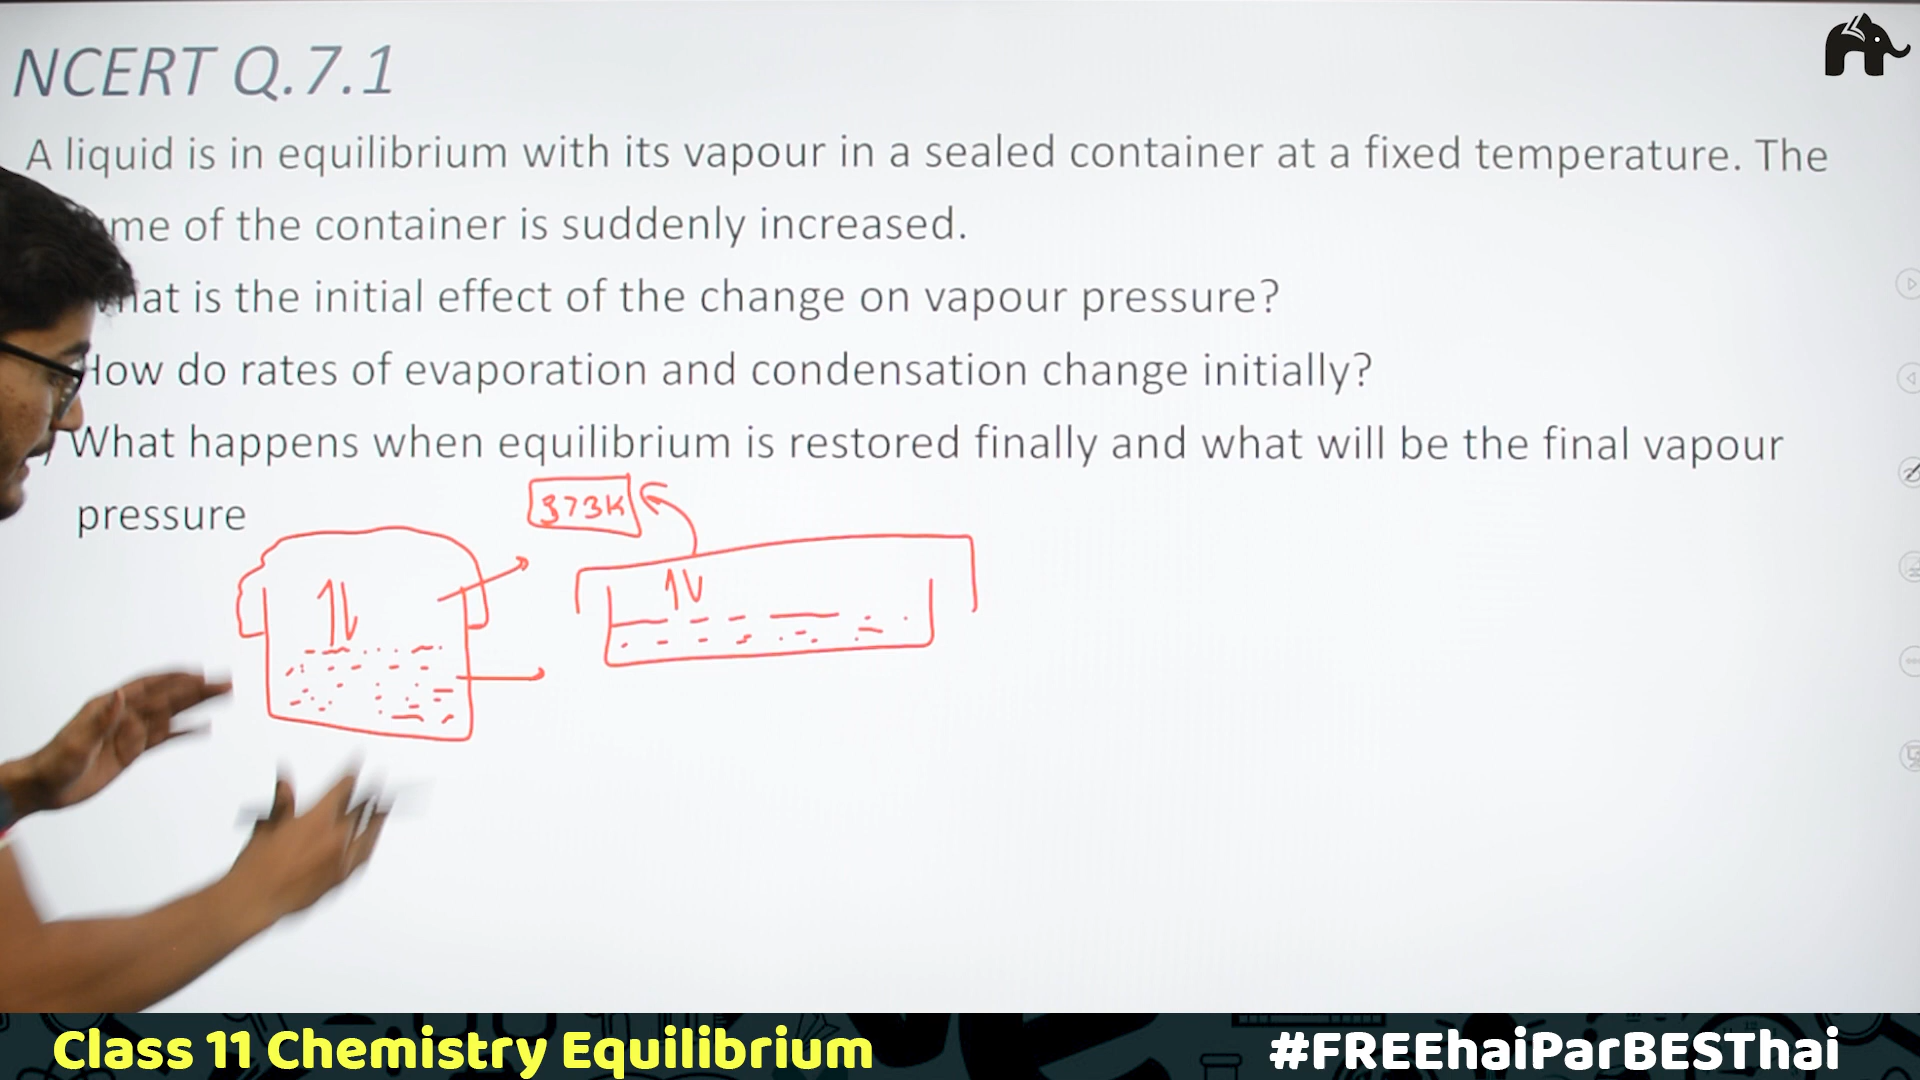 NCERT Q.7.1
A liquid is in equilibrium with its vapour in a sealed container at a fixed temperature. The
of the container is suddenly increased.
is the initial effect of the change on vapour pressure?
How do rates of evaporation and condensation change initially?
What happens when equilibrium is restored finally and what will be the final vapour
pressure
373K
Class 11 Chemistry Equilibrium
#FREEhaiParBESThai